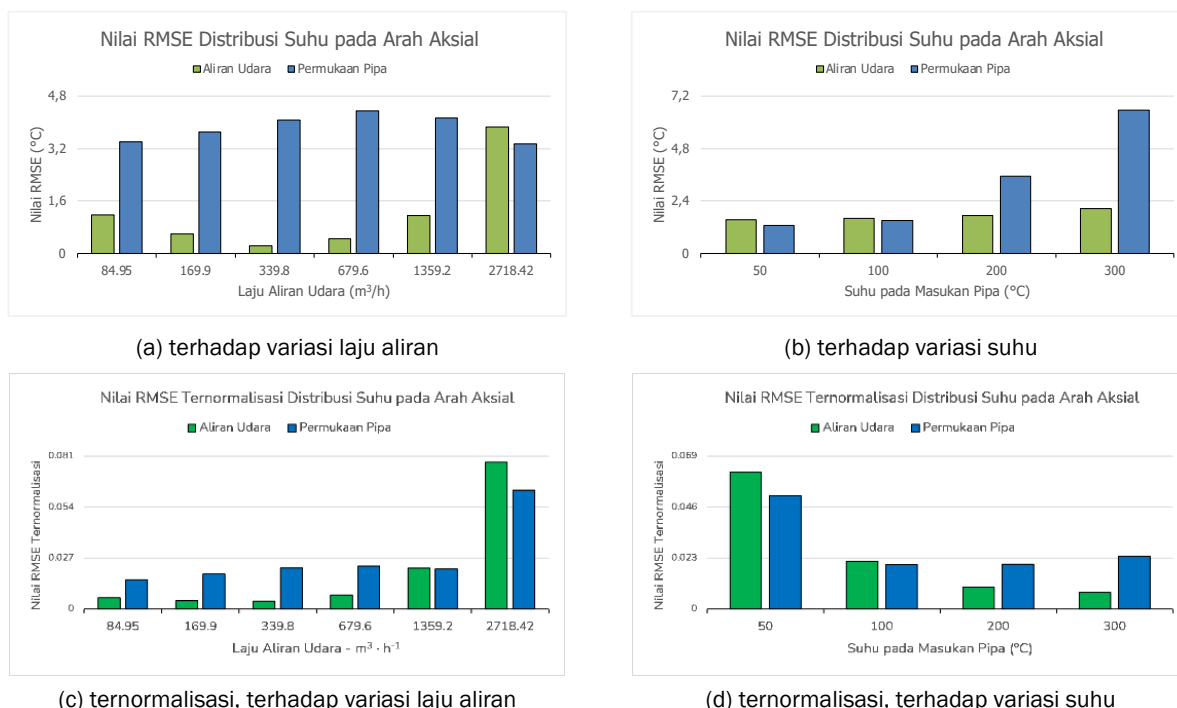 Nilai RMSE Distribusi Suhu pada Arah Aksial
Aliran Udara Permukaan Pipa
Nilai RMSE (°C)
4,8
3,2
1,6
0
84.95 169.9 339.8 679.6 1359.2 2718.42
Laju Aliran Udara (m³/h)
(a) terhadap variasi laju aliran
Nilai RMSE Distribusi Suhu pada Arah Aksial
Aliran Udara Permukaan Pipa
Nilai RMSE (°C)
7,2
4,8
2,4
0
50 100 200 300
Suhu pada Masukan Pipa (°C)
(b) terhadap variasi suhu
Nilai RMSE Ternormalisasi Distribusi Suhu pada Arah Aksial
Aliran Udara Permukaan Pipa
Nilai RMSE Ternormalisasi
0.081
0.054
0.027
0
84.95 169.9 339.8 679.6 1359.2 2718.42
Laju Aliran Udara - m³ · h⁻¹
(c) ternormalisasi, terhadap variasi laju aliran
Nilai RMSE Ternormalisasi Distribusi Suhu pada Arah Aksial
Aliran Udara Permukaan Pipa
Nilai RMSE Ternormalisasi
0.069
0.046
0.023
0
50 100 200 300
Suhu pada Masukan Pipa (°C)
(d) ternormalisasi, terhadap variasi suhu